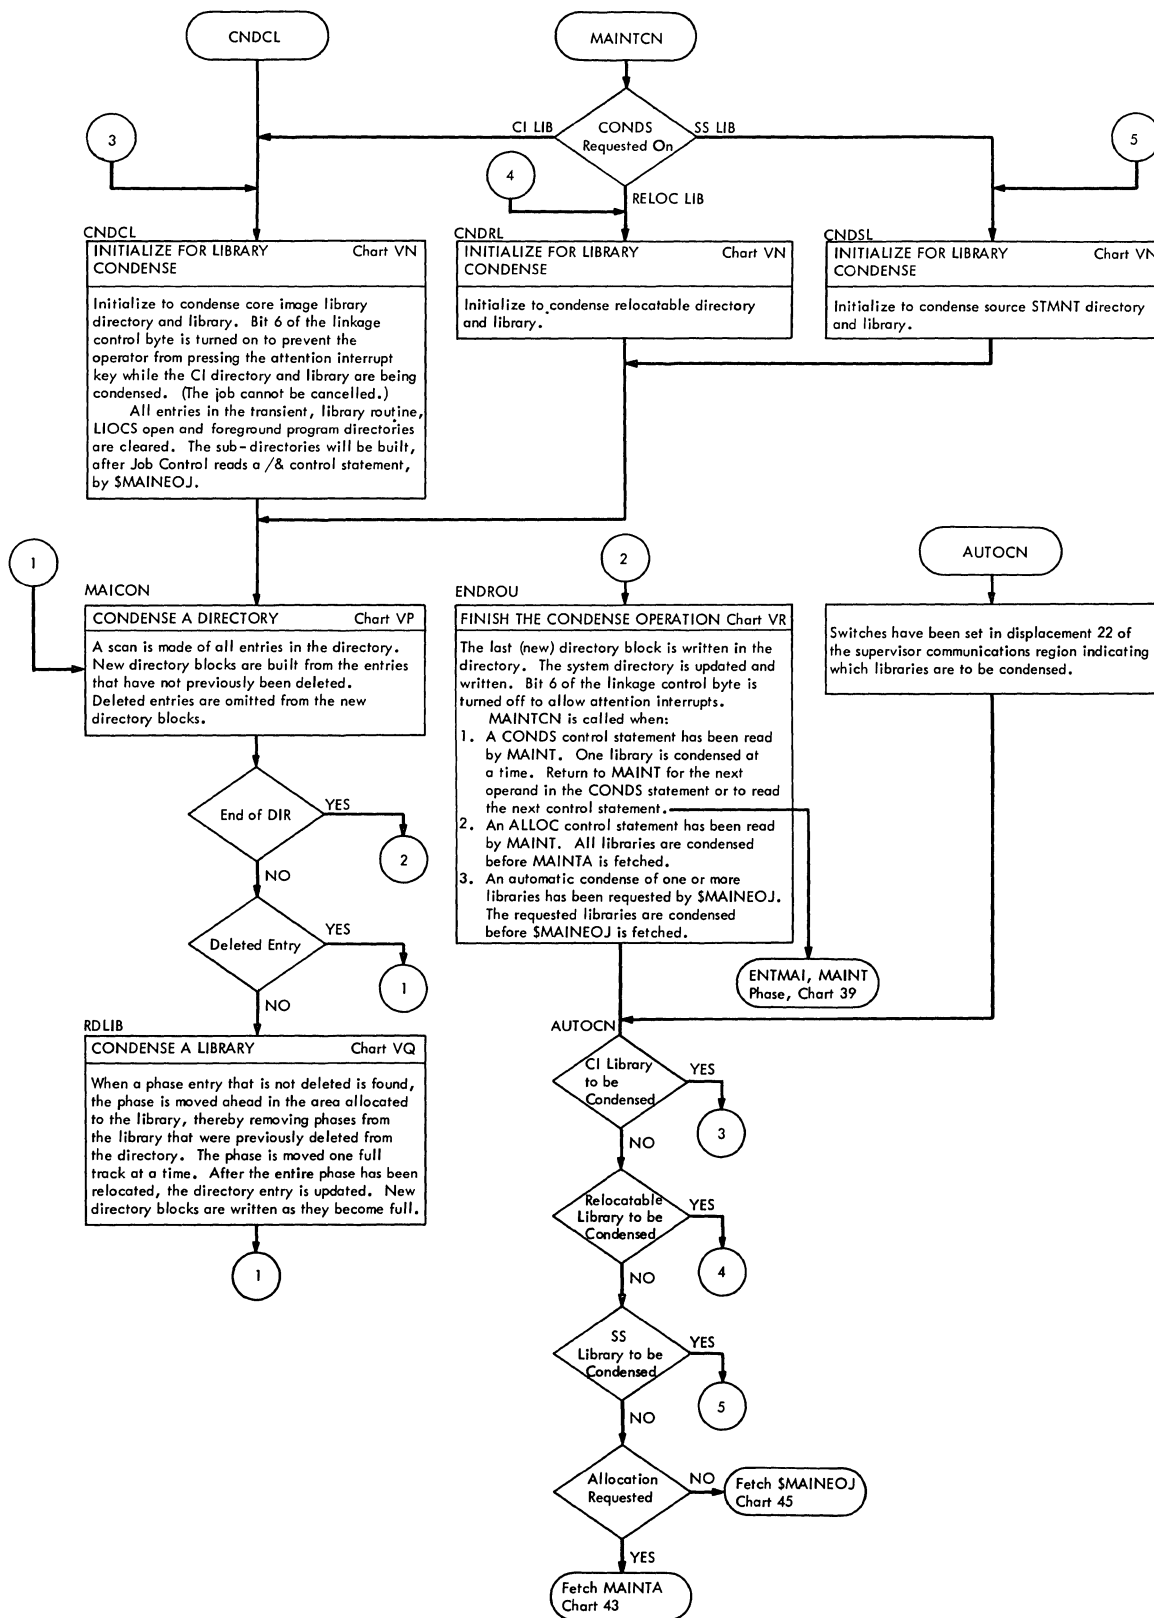 CNDCL
MAINTCN
3
CI LIB
CONDS
Requested On
SS LIB
5
4
RELOC LIB
CNDCL
INITIALIZE FOR LIBRARY Chart VN
CONDENSE
Initialize to condense core image library
directory and library. Bit 6 of the linkage
control byte is turned on to prevent the
operator from pressing the attention interrupt
key while the CI directory and library are being
condensed. (The job cannot be cancelled.)
All entries in the transient, library routine,
LIOCS open and foreground program directories
are cleared. The sub-directories will be built,
after Job Control reads a /& control statement,
by $MAINEOJ.
CNDRL
INITIALIZE FOR LIBRARY Chart VN
CONDENSE
Initialize to condense relocatable directory
and library.
CNDSL
INITIALIZE FOR LIBRARY Chart VN
CONDENSE
Initialize to condense source STMNT directory
and library.
1
MAICON
CONDENSE A DIRECTORY Chart VP
A scan is made of all entries in the directory.
New directory blocks are built from the entries
that have not previously been deleted.
Deleted entries are omitted from the new
directory blocks.
End of DIR
YES
2
NO
Deleted Entry
YES
1
NO
RDLIB
CONDENSE A LIBRARY Chart VQ
When a phase entry that is not deleted is found,
the phase is moved ahead in the area allocated
to the library, thereby removing phases from
the library that were previously deleted from
the directory. The phase is moved one full
track at a time. After the entire phase has been
relocated, the directory entry is updated. New
directory blocks are written as they become full.
1
2
ENDROU
FINISH THE CONDENSE OPERATION Chart VR
The last (new) directory block is written in the
directory. The system directory is updated and
written. Bit 6 of the linkage control byte is
turned off to allow attention interrupts.
MAINTCN is called when:
1. A CONDS control statement has been read
by MAINT. One library is condensed at
a time. Return to MAINT for the next
operand in the CONDS statement or to read
the next control statement.
2. An ALLOC control statement has been read
by MAINT. All libraries are condensed
before MAINTA is fetched.
3. An automatic condense of one or more
libraries has been requested by $MAINEOJ.
The requested libraries are condensed
before $MAINEOJ is fetched.
ENTMAI, MAINT
Phase, Chart 39
AUTOCN
Switches have been set in displacement 22 of
the supervisor communications region indicating
which libraries are to be condensed.
AUTOCN
CI Library
to be
Condensed
YES
3
NO
Relocatable
Library to be
Condensed
YES
4
NO
SS
Library to be
Condensed
YES
5
NO
Allocation
Requested
NO
Fetch $MAINEOJ
Chart 45
YES
Fetch MAINTA
Chart 43